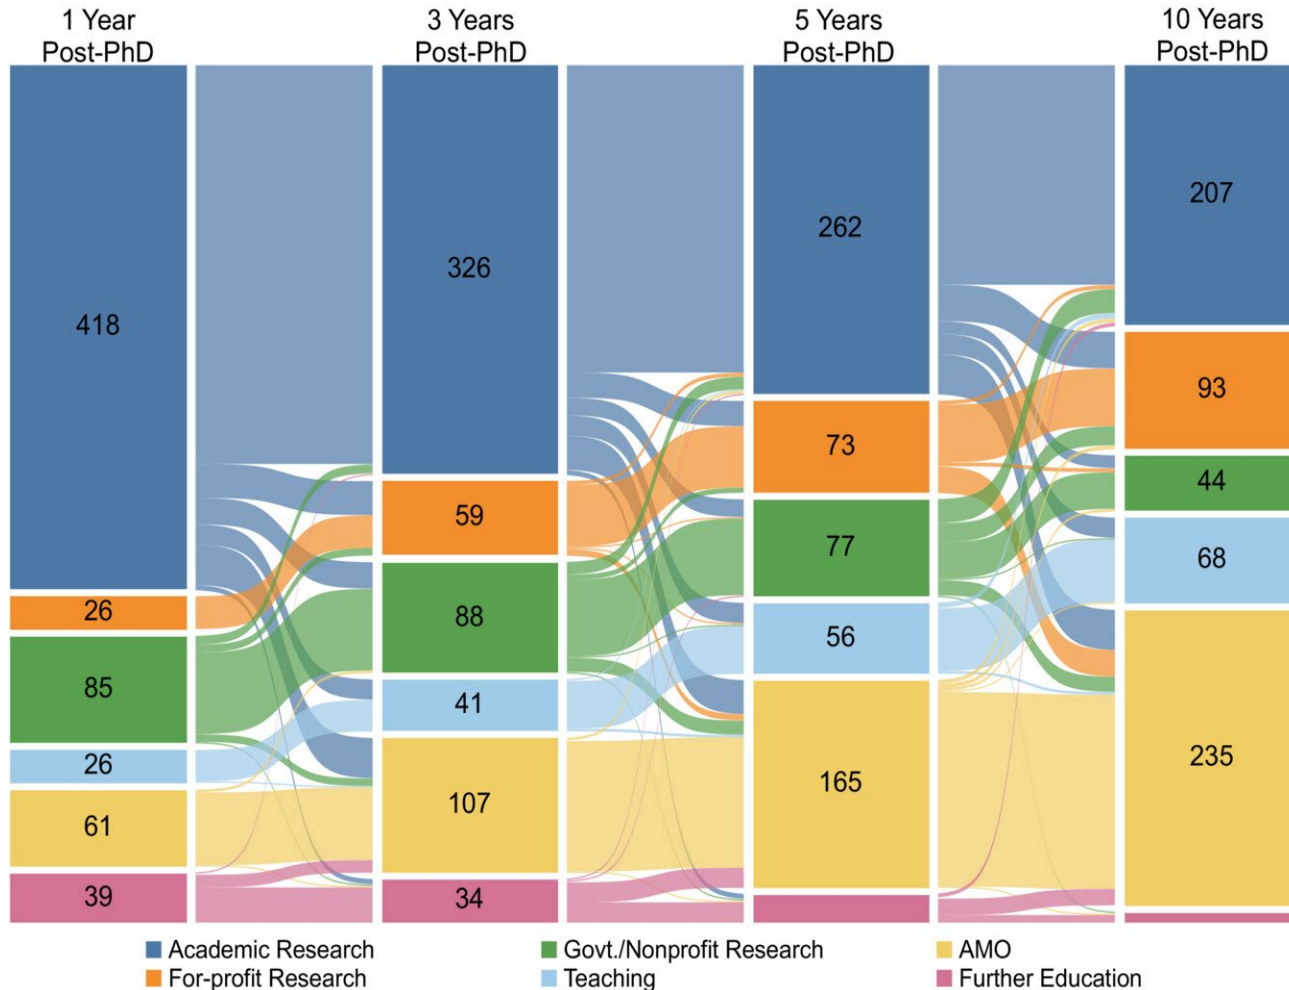 1 Year
Post-PhD
3 Years
Post-PhD
5 Years
Post-PhD
10 Years
Post-PhD
418
26
85
26
61
39
326
59
88
41
107
34
262
73
77
56
165
207
93
44
68
235
Academic Research
Govt./Nonprofit Research
AMO
For-profit Research
Teaching
Further Education